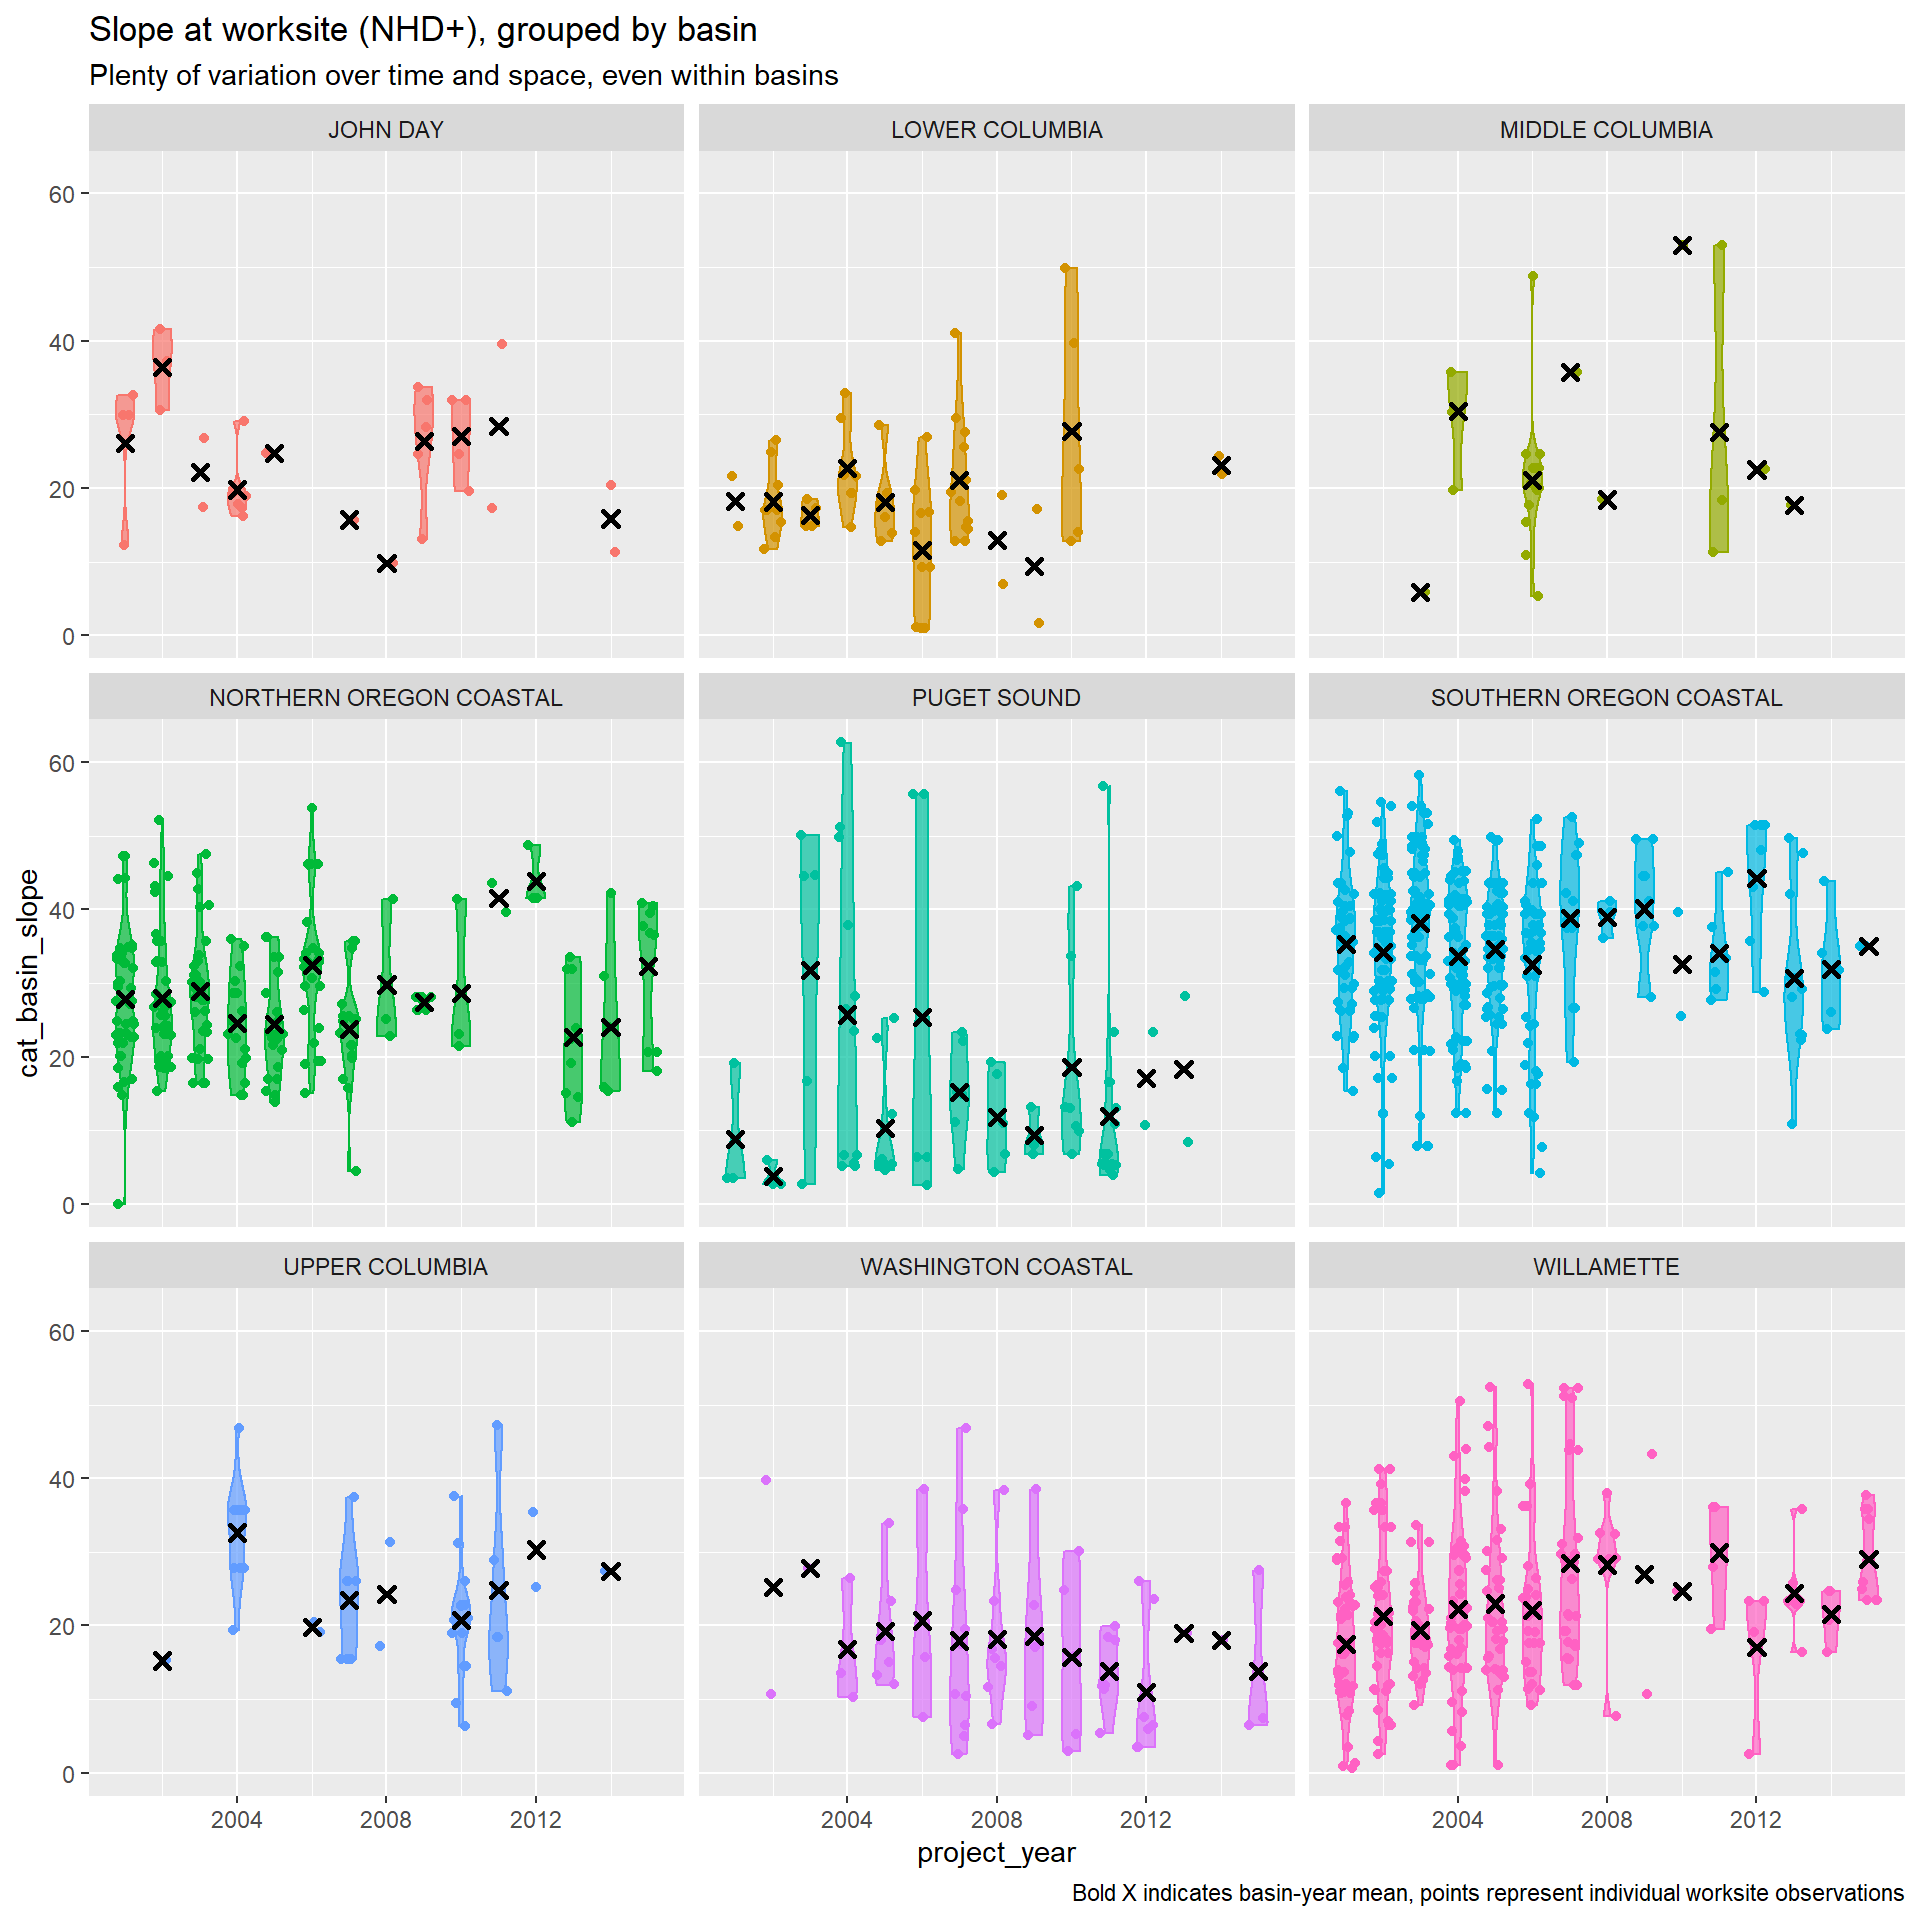 Slope at worksite (NHD+), grouped by basin
Plenty of variation over time and space, even within basins
JOHN DAY
LOWER COLUMBIA
MIDDLE COLUMBIA
60
40
20
0
NORTHERN OREGON COASTAL
PUGET SOUND
SOUTHERN OREGON COASTAL
60
40
20
0
cat_basin_slope
UPPER COLUMBIA
WASHINGTON COASTAL
WILLAMETTE
60
40
20
0
2004 2008 2012
2004 2008 2012
2004 2008 2012
project_year
Bold X indicates basin-year mean, points represent individual worksite observations